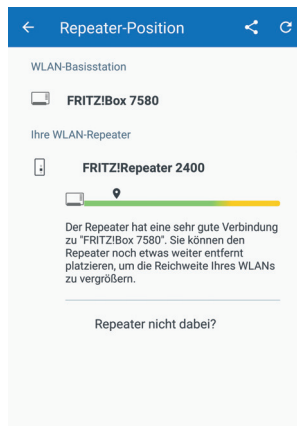 Repeater-Position
WLAN-Basisstation
FRITZ!Box 7580
Ihre WLAN-Repeater
FRITZ!Repeater 2400
Der Repeater hat eine sehr gute Verbindung
zu "FRITZ!Box 7580". Sie können den
Repeater noch etwas weiter entfernt
platzieren, um die Reichweite Ihres WLANs
zu vergrößern.
Repeater nicht dabei?